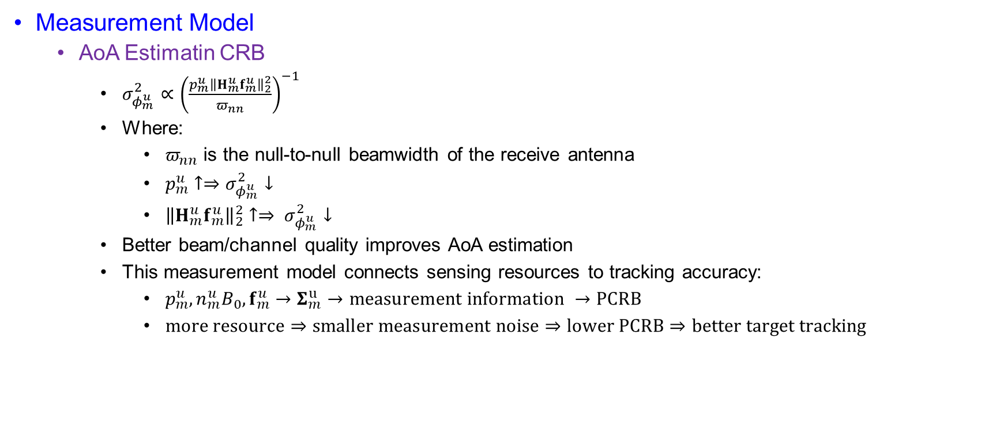 • Measurement Model
• AoA Estimatin CRB
• $\sigma^2_{\phi^u_m} \propto \left(\frac{p^u_m \|\mathbf{H}^u_m \mathbf{f}^u_m\|^2_2}{\varpi_{nn}}\right)^{-1}$
• Where:
• $\varpi_{nn}$ is the null-to-null beamwidth of the receive antenna
• $p^u_m \uparrow \Rightarrow \sigma^2_{\phi^u_m} \downarrow$
• $\|\mathbf{H}^u_m \mathbf{f}^u_m\|^2_2 \uparrow \Rightarrow \sigma^2_{\phi^u_m} \downarrow$
• Better beam/channel quality improves AoA estimation
• This measurement model connects sensing resources to tracking accuracy:
• $p^u_m, n^u_m B_0, \mathbf{f}^u_m \rightarrow \mathbf{\Sigma}^{\mathrm{u}}_m \rightarrow$ measurement information $\rightarrow$ PCRB
• more resource ⇒ smaller measurement noise ⇒ lower PCRB ⇒ better target tracking